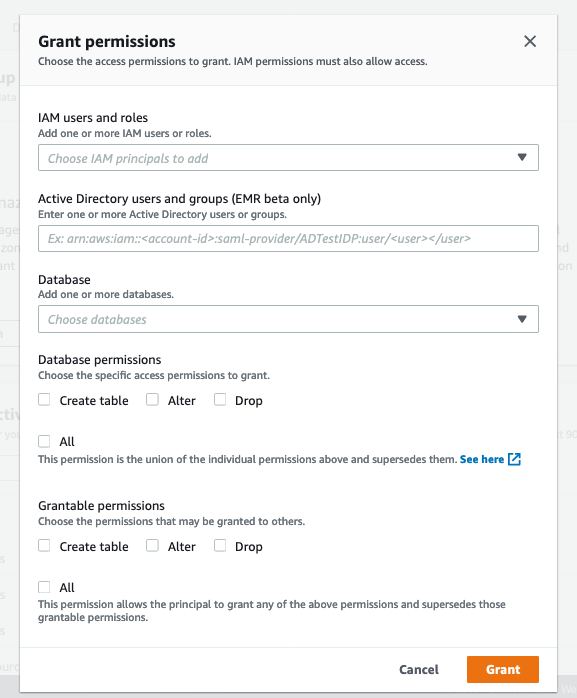 Grant permissions
Choose the access permissions to grant. IAM permissions must also allow access.
IAM users and roles
Add one or more IAM users or roles.
Choose IAM principals to add
Active Directory users and groups (EMR beta only)
Enter one or more Active Directory users or groups.
Ex: arn:aws:iam::<account-id>:saml-provider/ADTestIDP:user/<user></user>
Database
Add one or more databases.
Choose databases
Database permissions
Choose the specific access permissions to grant.
Create table Alter Drop
All
This permission is the union of the individual permissions above and supersedes them. See here
Grantable permissions
Choose the permissions that may be granted to others.
Create table Alter Drop
All
This permission allows the principal to grant any of the above permissions and supersedes those
grantable permissions.
Cancel Grant